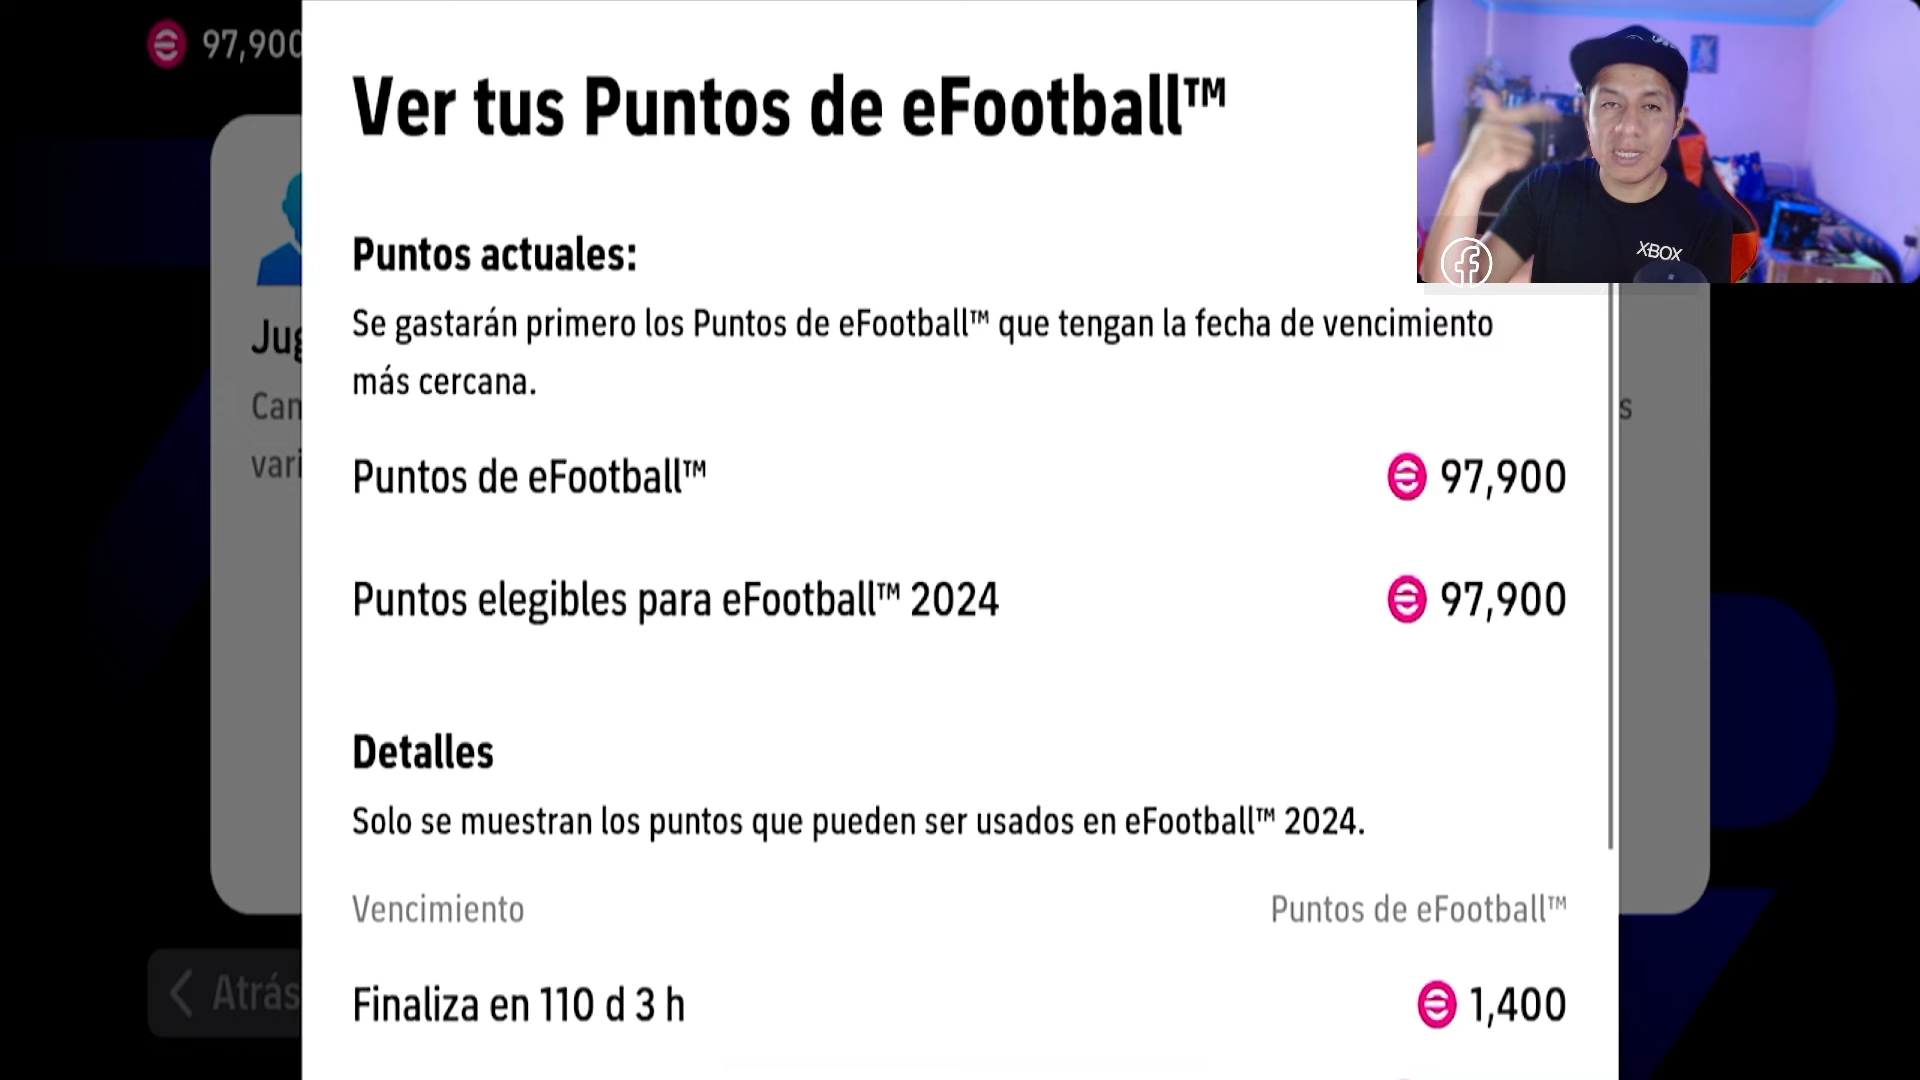 97,900
Ver tus Puntos de eFootball™
Puntos actuales:
Se gastarán primero los Puntos de eFootball™ que tengan la fecha de vencimiento
más cercana.
Puntos de eFootball™ 97,900
Puntos elegibles para eFootball™ 2024 97,900
Detalles
Solo se muestran los puntos que pueden ser usados en eFootball™ 2024.
Vencimiento Puntos de eFootball™
Finaliza en 110 d 3 h 1,400
Atrás
XBOX